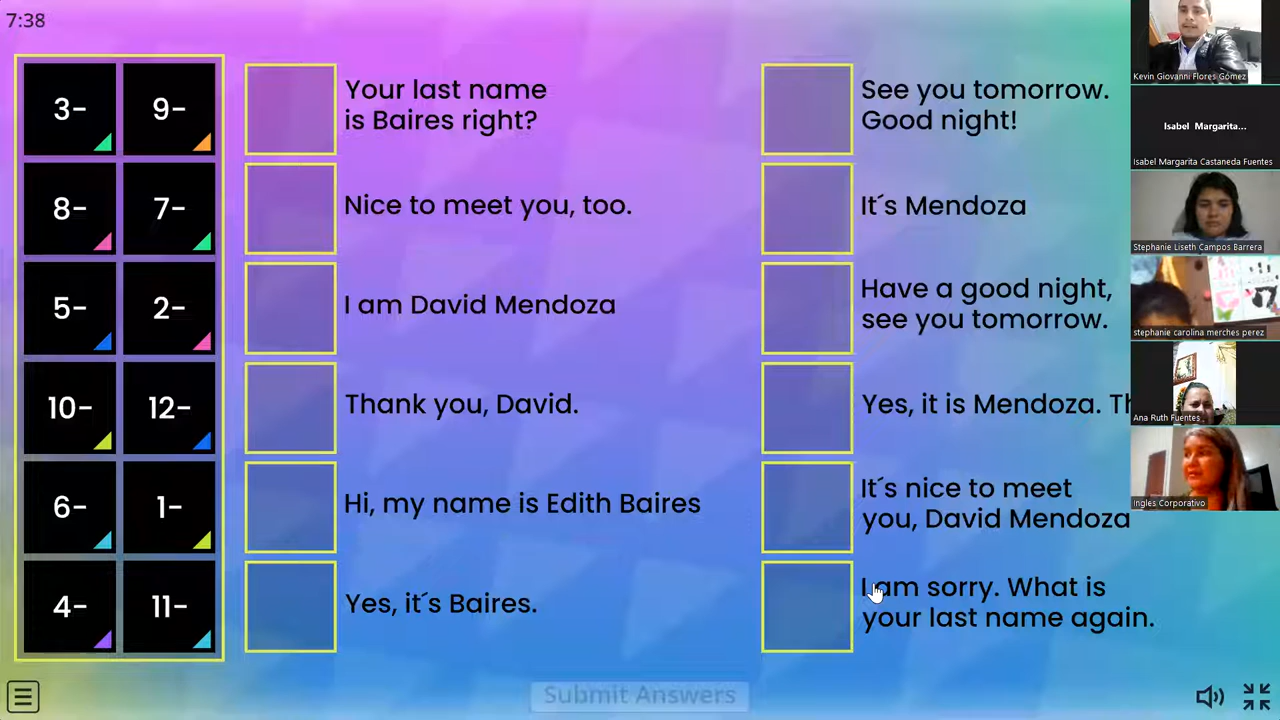 7:38
3-
9-
8-
7-
5-
2-
10-
12-
6-
1-
4-
11-
Your last name
is Baires right?
Nice to meet you, too.
I am David Mendoza
Thank you, David.
Hi, my name is Edith Baires
Yes, it´s Baires.
See you tomorrow.
Good night!
It´s Mendoza
Have a good night,
see you tomorrow.
Yes, it is Mendoza.
It´s nice to meet
you, David Mendoza
I am sorry. What is
your last name again.
Submit Answers
Kevin Giovanni Flores Gómez
Isabel Margarita...
Isabel Margarita Castaneda Fuentes
Stephanie Liseth Campos Barrera
stephanie carolina merches perez
Ana Ruth Fuentes
Ingles Corporativo